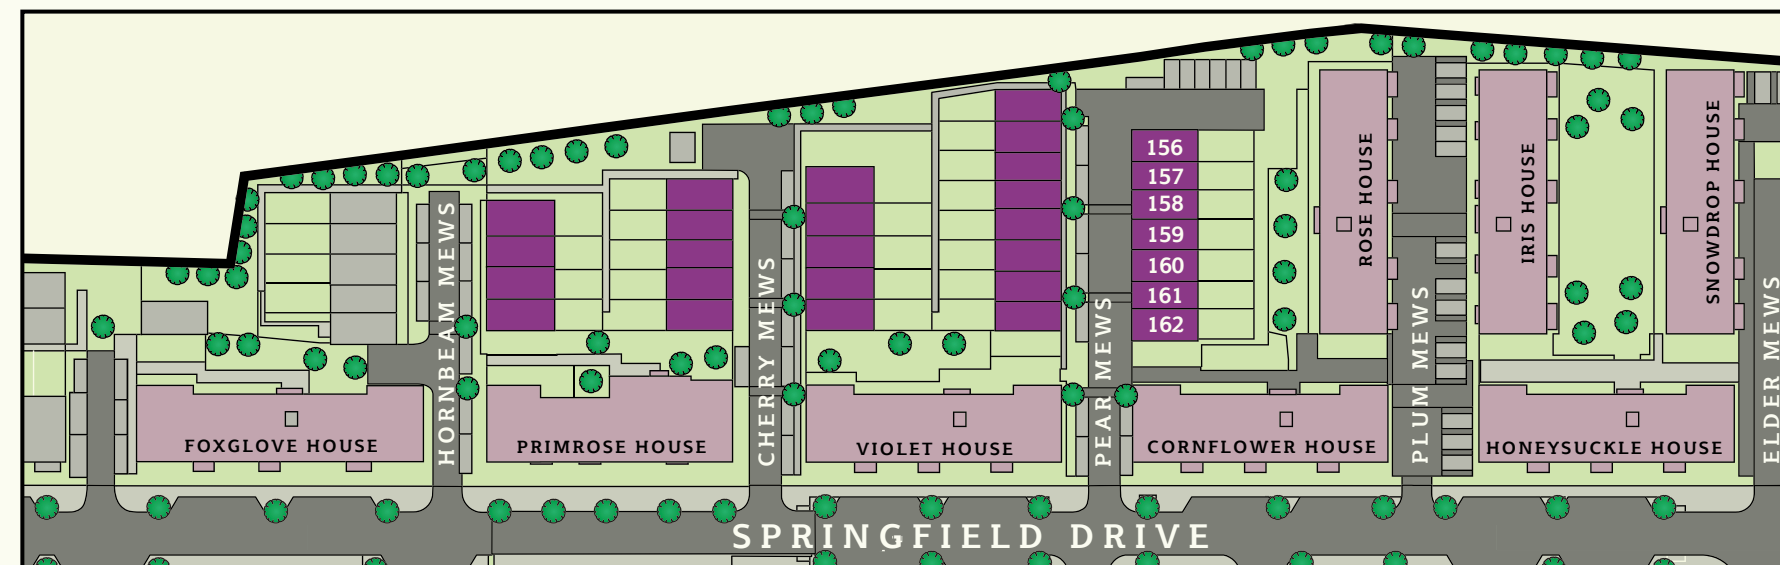 156
157
158
159
160
161
162
ROSE HOUSE
IRIS HOUSE
SNOWDROP HOUSE
HORNBEAM MEWS
CHERRY MEWS
PEAR MEWS
PLUM MEWS
ELDER MEWS
FOXGLOVE HOUSE
PRIMROSE HOUSE
VIOLET HOUSE
CORNFLOWER HOUSE
HONEYSUCKLE HOUSE
SPRINGFIELD DRIVE